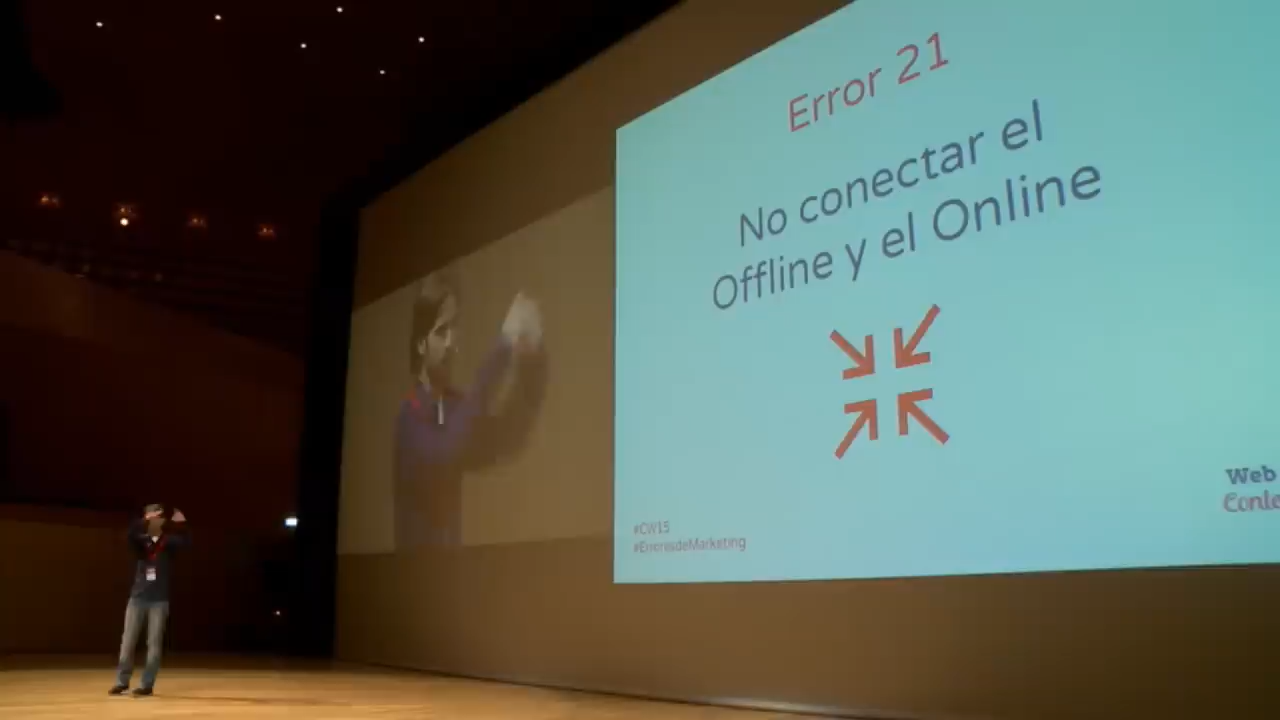 Error 21
No conectar el
Offline y el Online
#CW15
#ErroresdeMarketing
Web